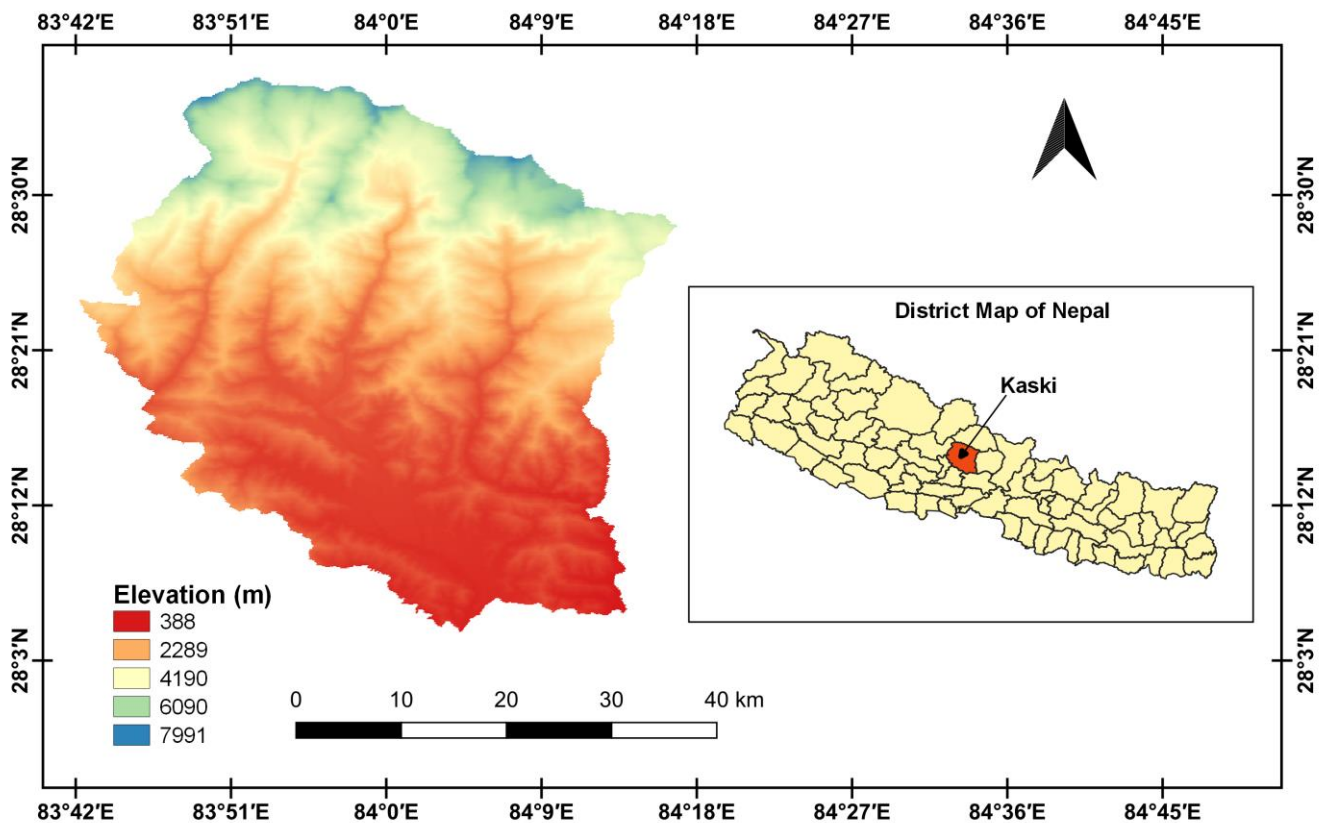 83°42'E 83°51'E 84°0'E 84°9'E 84°18'E 84°27'E 84°36'E 84°45'E
28°30'N 28°30'N
28°21'N 28°21'N
28°12'N 28°12'N
28°3'N 28°3'N
District Map of Nepal
Kaski
Elevation (m)
388
2289
4190
6090
7991
0 10 20 30 40 km
83°42'E 83°51'E 84°0'E 84°9'E 84°18'E 84°27'E 84°36'E 84°45'E